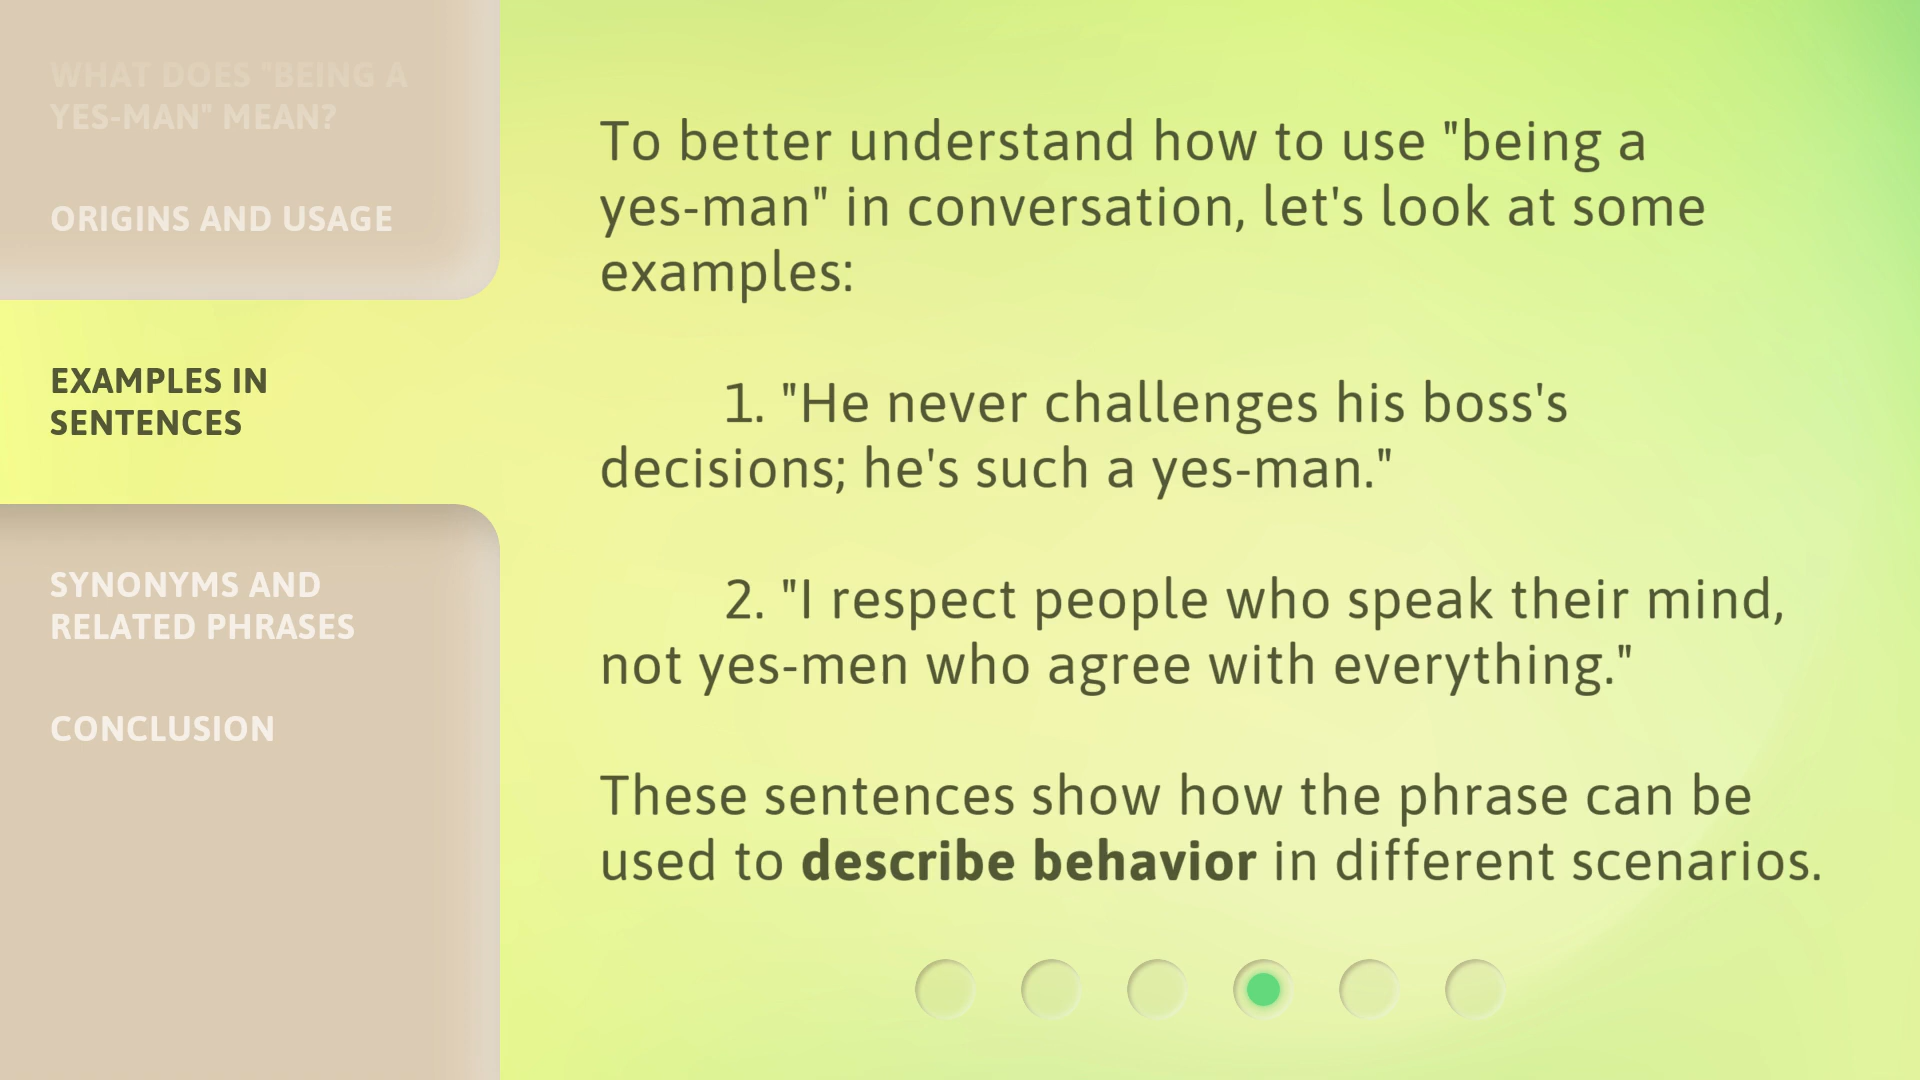 WHAT DOES "BEING A
YES-MAN" MEAN?
ORIGINS AND USAGE
EXAMPLES IN
SENTENCES
SYNONYMS AND
RELATED PHRASES
CONCLUSION
To better understand how to use "being a
yes-man" in conversation, let's look at some
examples:
1. "He never challenges his boss's
decisions; he's such a yes-man."
2. "I respect people who speak their mind,
not yes-men who agree with everything."
These sentences show how the phrase can be
used to describe behavior in different scenarios.